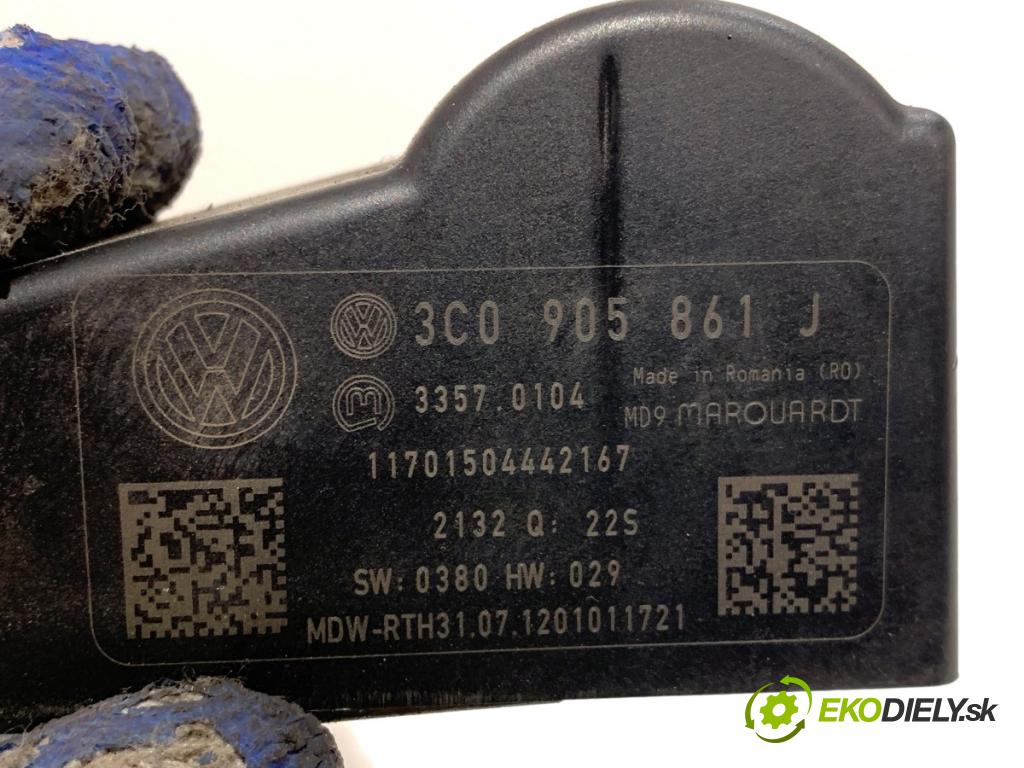 3C0 905 861 J
3357.0104
Made in Romania (RO)
MD9 MARQUARDT
11701504442167
2132 Q: 22S
SW: 0380 HW: 029
MDW-RTH31.07.1201011721
EKODIELY.sk